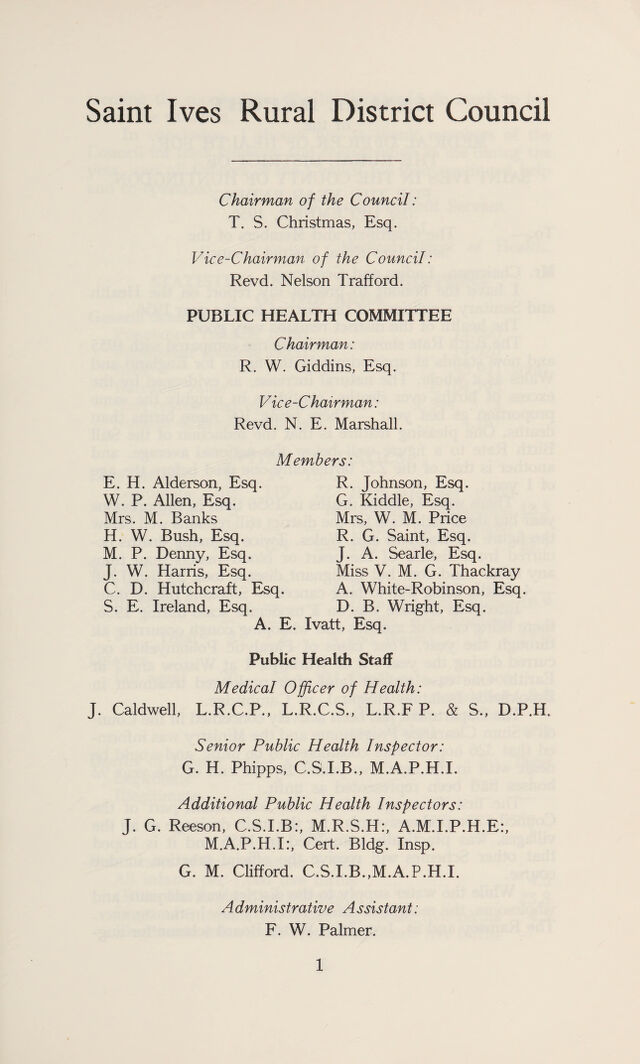 Saint Ives Rural District Council
Chairman of the Council:
T. S. Christmas, Esq.
Vice-Chairman of the Council:
Revd. Nelson Trafford.
PUBLIC HEALTH COMMITTEE
Chairman:
R. W. Giddins, Esq.
Vice-Chairman:
Revd. N. E. Marshall.
Members:
E. H. Alderson, Esq. R. Johnson, Esq.
W. P. Allen, Esq. G. Kiddle, Esq.
Mrs. M. Banks Mrs, W. M. Price
H. W. Bush, Esq. R. G. Saint, Esq.
M. P. Denny, Esq. J. A. Searle, Esq.
J. W. Harris, Esq. Miss V. M. G. Thackray
C. D. Hutchcraft, Esq. A. White-Robinson, Esq.
S. E. Ireland, Esq. D. B. Wright, Esq.
A. E. Ivatt, Esq.
Public Health Staff
Medical Officer of Health:
J. Caldwell, L.R.C.P., L.R.C.S., L.R.F P. & S., D.P.H.
Senior Public Health Inspector:
G. H. Phipps, C.S.I.B., M.A.P.H.I.
Additional Public Health Inspectors:
J. G. Reeson, C.S.I.B:, M.R.S.H:, A.M.I.P.H.E:,
M.A.P.H.I:, Cert. Bldg. Insp.
G. M. Clifford. C.S.I.B.,M.A.P.H.I.
Administrative Assistant:
F. W. Palmer.
1